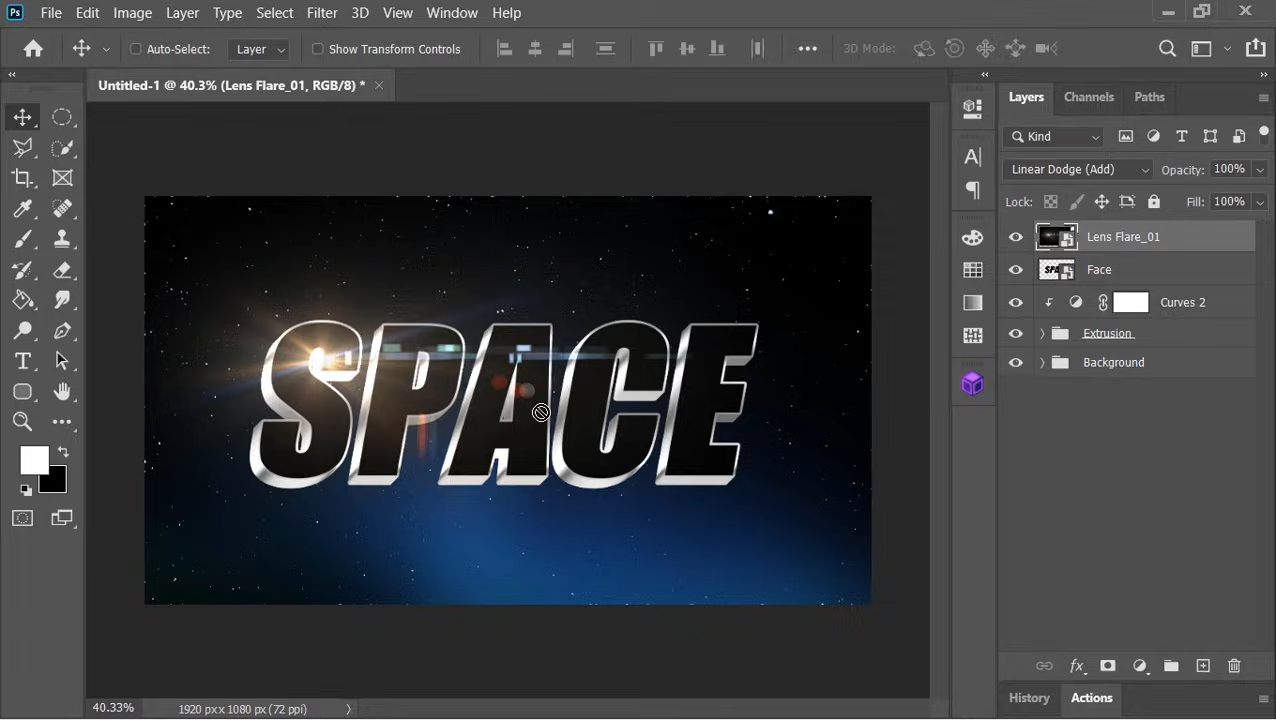 Ps File Edit Image Layer Type Select Filter 3D View Window Help
Auto-Select: Layer Show Transform Controls 3D Mode:
Untitled-1 @ 40.3% (Lens Flare_01, RGB/8) *
Layers Channels Paths
Kind
Linear Dodge (Add) Opacity: 100%
Lock: Fill: 100%
Lens Flare_01
Face
Curves 2
Extrusion
Background
SPACE
History Actions
40.33% 1920 px x 1080 px (72 ppi)